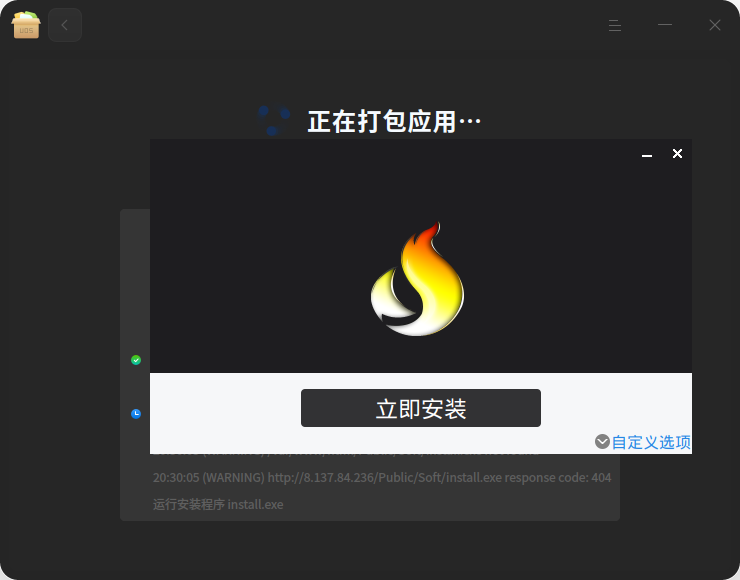 UOS
正在打包应用…
立即安装
自定义选项
20:30:05 (WARNING) http://8.137.84.236/Public/Soft/install.exe response code: 404
运行安装程序 install.exe